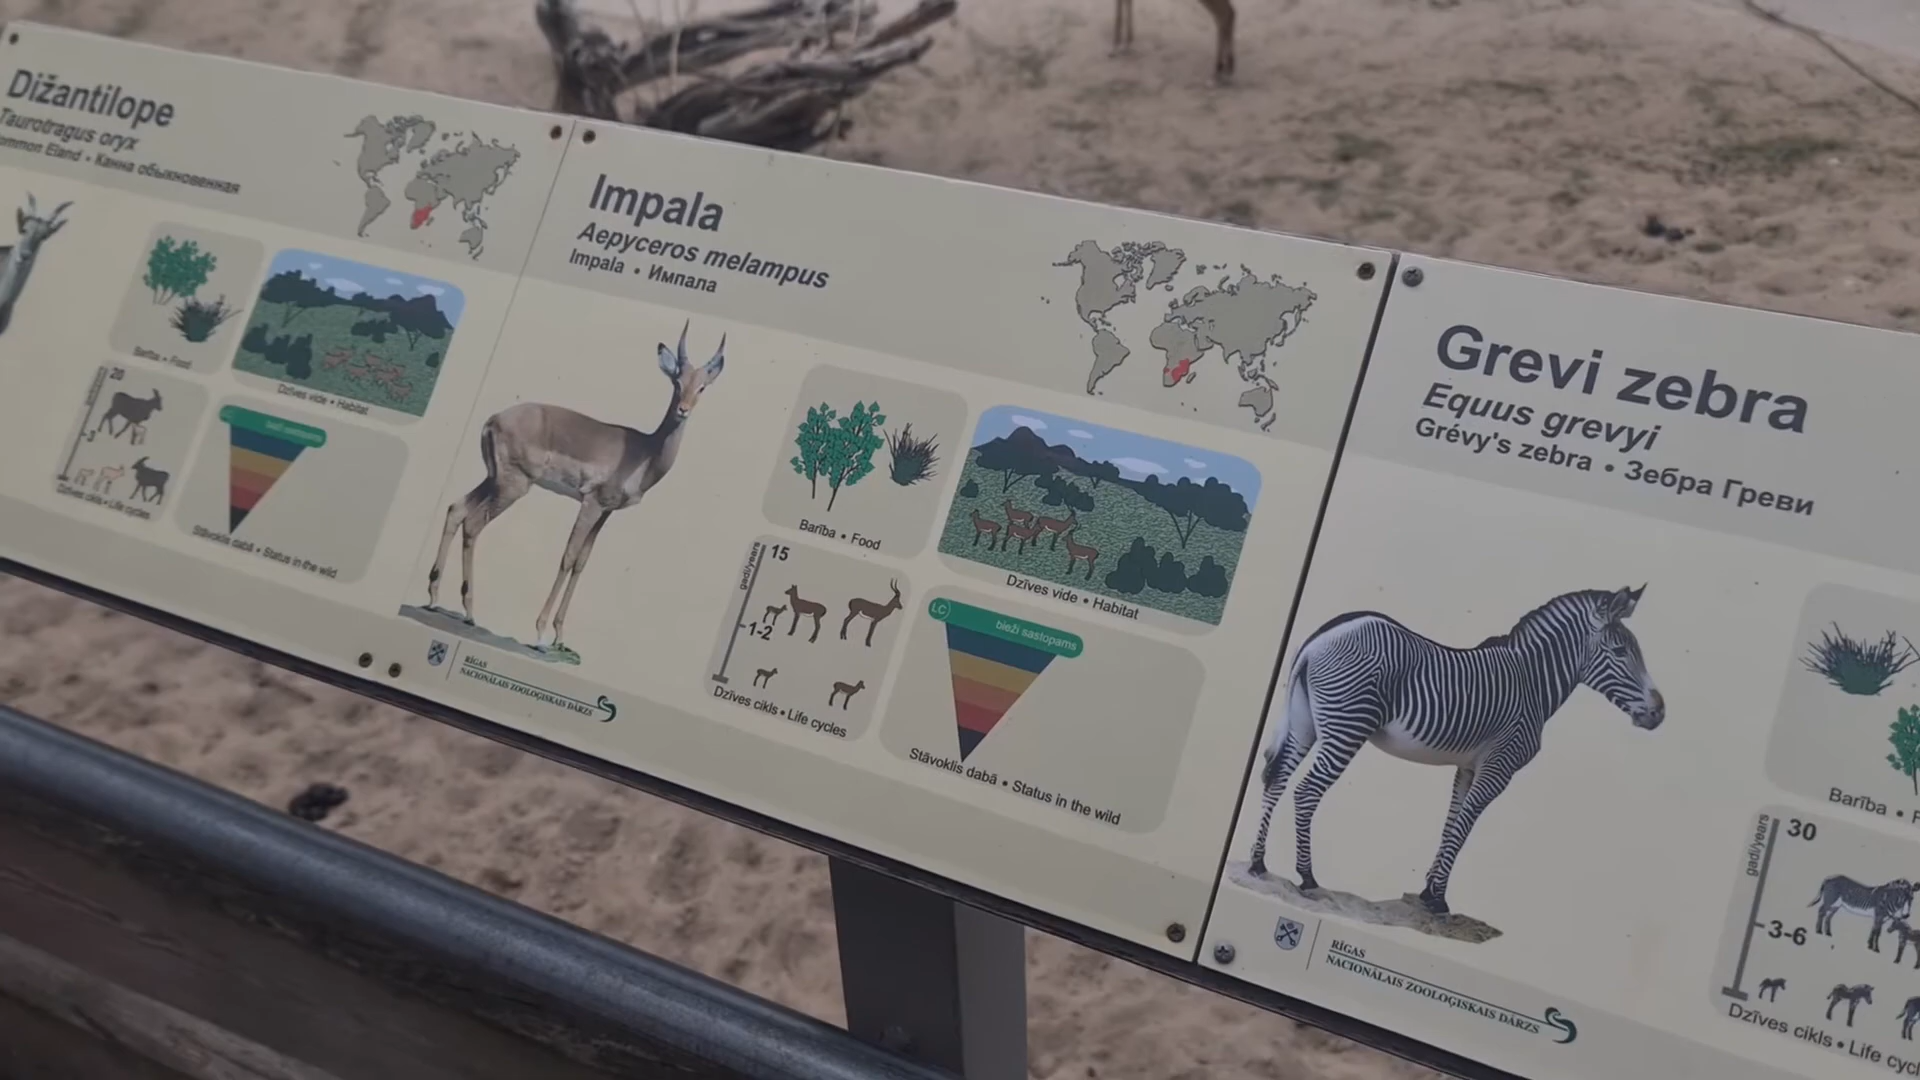 Dižantilope
Taurotragus oryx
ommon Eland • Канна обыкновенная
Barība • Food
Dzīves vide • Habitat
20
3
Dzīves cikls • Life cycles
Stāvoklis dabā • Status in the wild
Impala
Aepyceros melampus
Impala • Импала
Barība • Food
Dzīves vide • Habitat
gadi/years
15
1-2
Dzīves cikls • Life cycles
LC
bieži sastopams
Stāvoklis dabā • Status in the wild
RĪGAS
NACIONĀLAIS ZOOLOĢISKAIS DĀRZS
Grevi zebra
Equus grevyi
Grévy's zebra • Зебра Греви
Barība • F
gadi/years
30
3-6
Dzīves cikls • Life cycl
RĪGAS
NACIONĀLAIS ZOOLOĢISKAIS DĀRZS